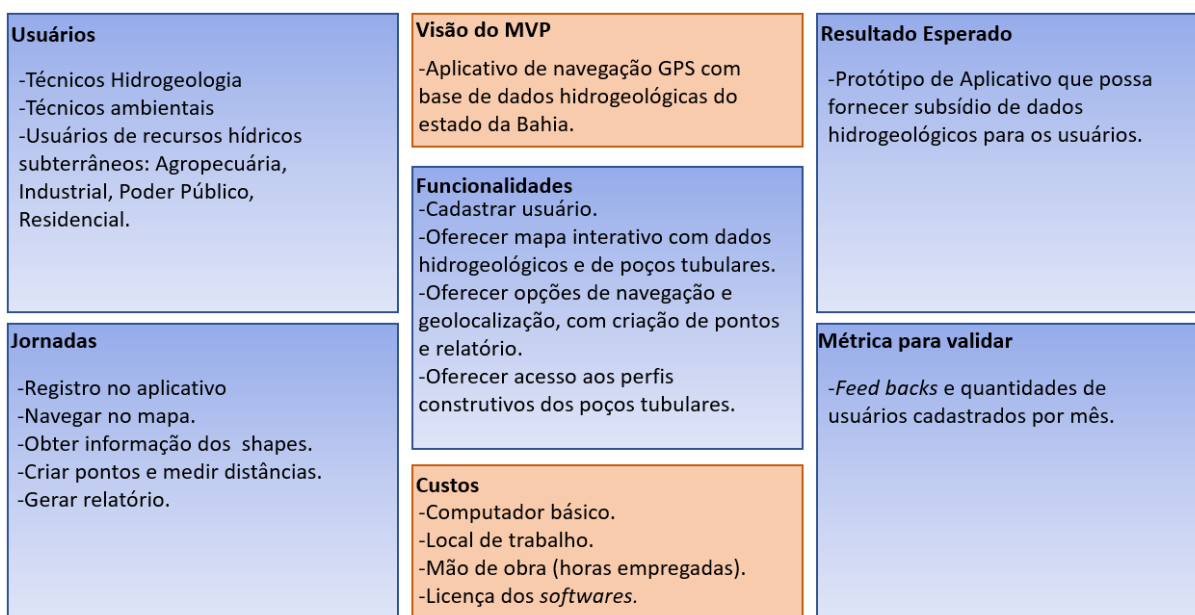 Usuários
-Técnicos Hidrogeologia
-Técnicos ambientais
-Usuários de recursos hídricos
subterrâneos: Agropecuária,
Industrial, Poder Público,
Residencial.
Jornadas
-Registro no aplicativo
-Navegar no mapa.
-Obter informação dos shapes.
-Criar pontos e medir distâncias.
-Gerar relatório.
Visão do MVP
-Aplicativo de navegação GPS com
base de dados hidrogeológicas do
estado da Bahia.
Funcionalidades
-Cadastrar usuário.
-Oferecer mapa interativo com dados
hidrogeológicos e de poços tubulares.
-Oferecer opções de navegação e
geolocalização, com criação de pontos
e relatório.
-Oferecer acesso aos perfis
construtivos dos poços tubulares.
Custos
-Computador básico.
-Local de trabalho.
-Mão de obra (horas empregadas).
-Licença dos softwares.
Resultado Esperado
-Protótipo de Aplicativo que possa
fornecer subsídio de dados
hidrogeológicos para os usuários.
Métrica para validar
-Feed backs e quantidades de
usuários cadastrados por mês.